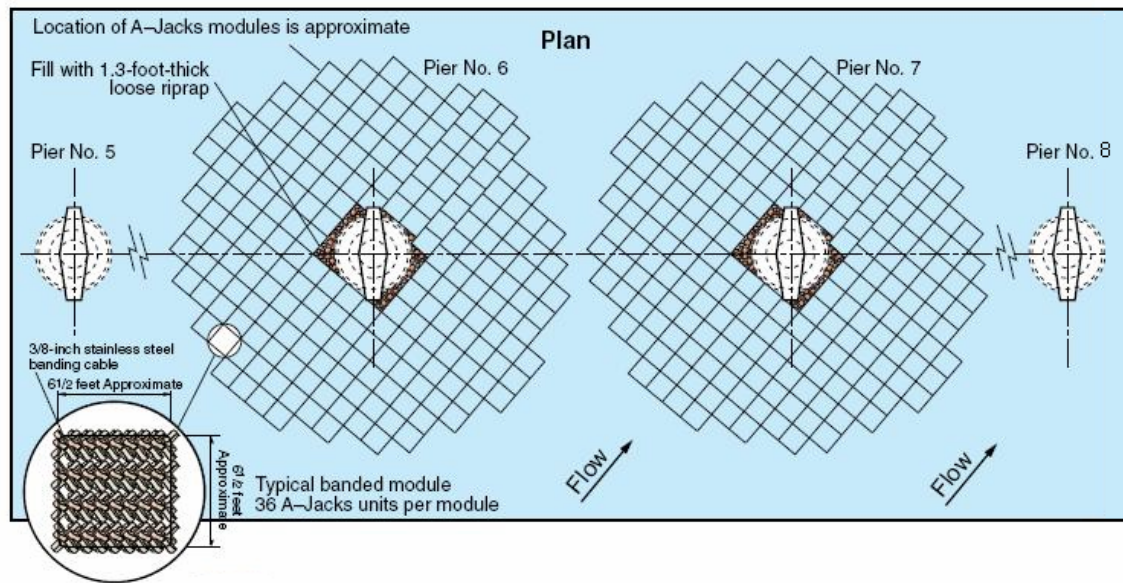 Location of A–Jacks modules is approximate
Plan
Fill with 1.3-foot-thick
loose riprap
Pier No. 6
Pier No. 7
Pier No. 5
Pier No. 8
3/8-inch stainless steel
banding cable
61/2 feet Approximate
61/2 feet
Approximate
Typical banded module
36 A–Jacks units per module
Flow
Flow